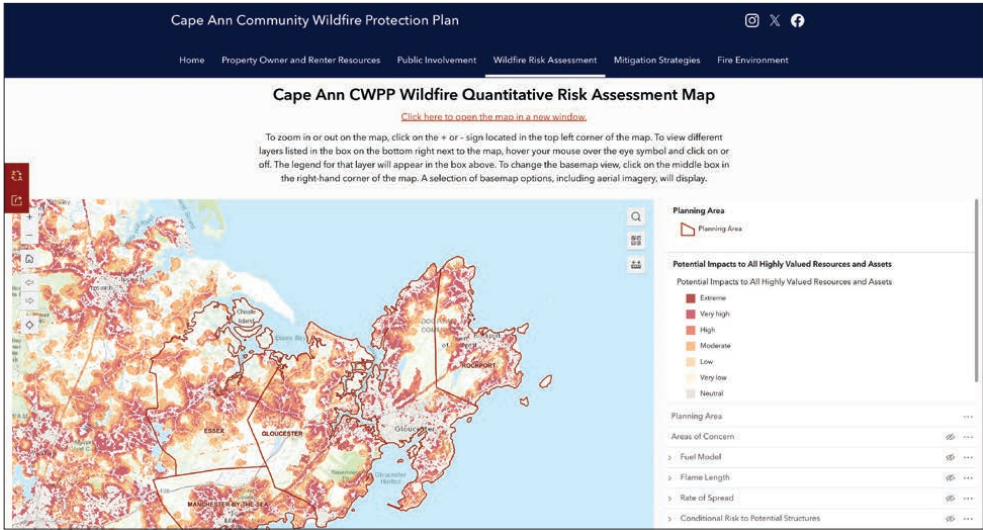 Cape Ann Community Wildfire Protection Plan
Home Property Owner and Renter Resources Public Involvement Wildfire Risk Assessment Mitigation Strategies Fire Environment
Cape Ann CWPP Wildfire Quantitative Risk Assessment Map
Click here to open the map in a new window.
To zoom in or out on the map, click on the + or - sign located in the top left corner of the map. To view different
layers listed in the box on the bottom right next to the map, hover your mouse over the eye symbol and click on or
off. The legend for that layer will appear in the box above. To change the basemap view, click on the middle box in
the right-hand corner of the map. A selection of basemap options, including aerial imagery, will display.
Planning Area
Planning Area
Potential Impacts to All Highly Valued Resources and Assets
Potential Impacts to All Highly Valued Resources and Assets
Extreme
Very high
High
Moderate
Low
Very low
Neutral
Planning Area
Areas of Concern
Fuel Model
Flame Length
Rate of Spread
Conditional Risk to Potential Structures
Choate
Island
ROCKPORT
Gloucester
ESSEX
GLOUCESTER
Gloucester
Harbor
MANCHESTER-BY-THE-SEA